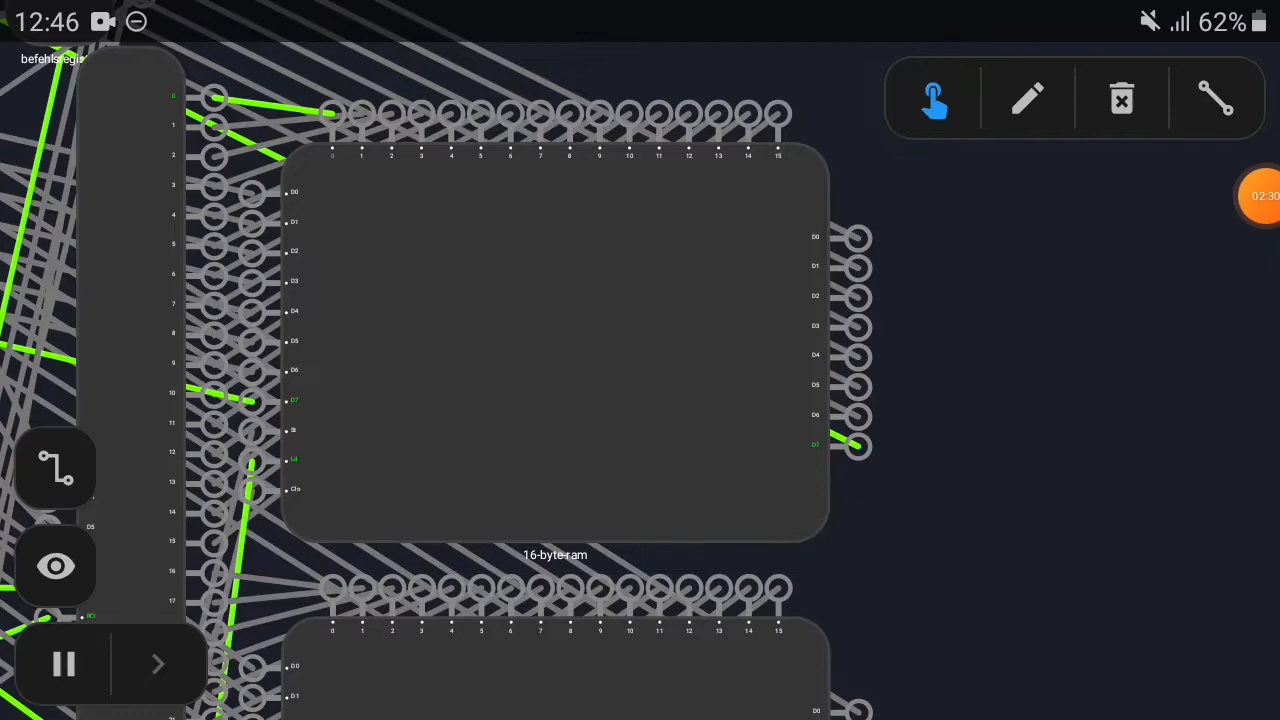 12:46
62%
befehlsregis
02:30
0
1
2
3
4
5
6
7
8
9
10
11
12
13
14
15
16
17
D5
0 1 2 3 4 5 6 7 8 9 10 11 12 13 14 15
D0
D1
D2
D3
D4
D5
D6
D7
St
Ld
Clo
D0
D1
D2
D3
D4
D5
D6
D7
16-byte-ram
0 1 2 3 4 5 6 7 8 9 10 11 12 13 14 15
D0
D1
D0